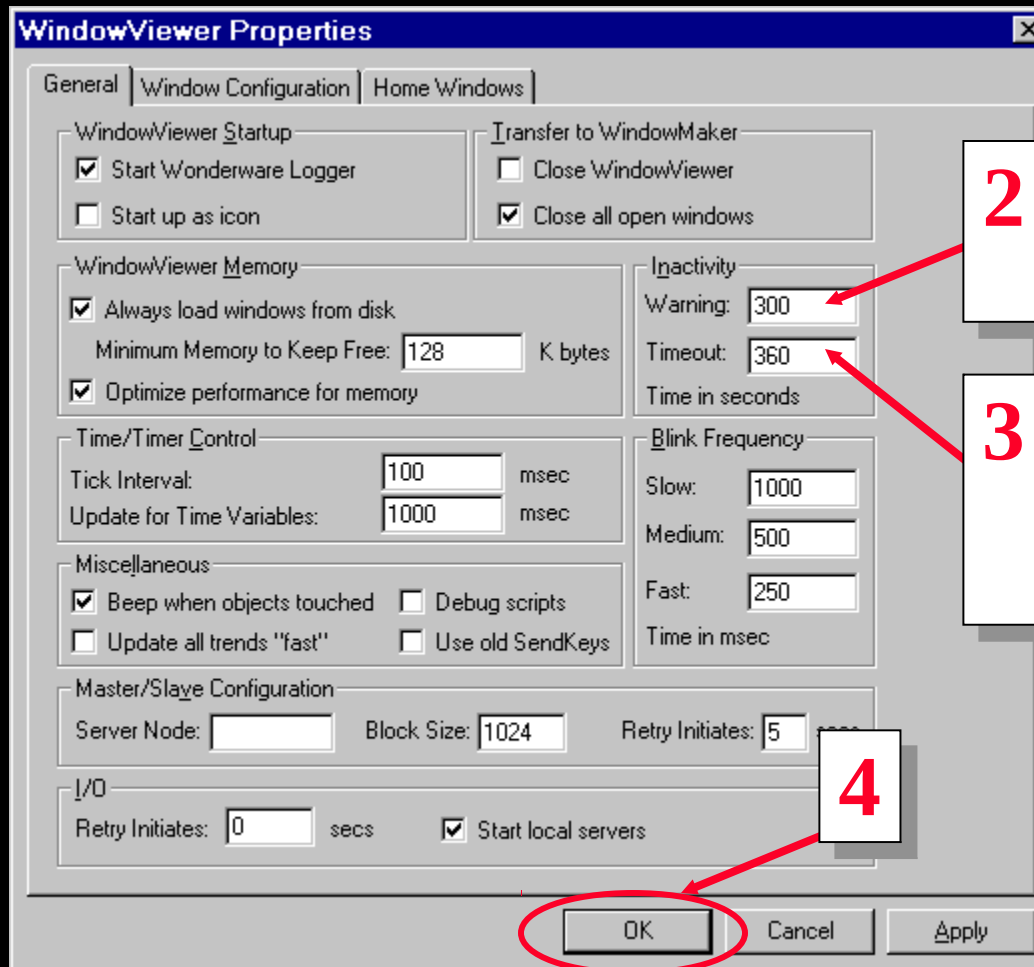 WindowViewer Properties
General Window Configuration Home Windows
WindowViewer Startup
Start Wonderware Logger
Start up as icon
Transfer to WindowMaker
Close WindowViewer
Close all open windows
2
WindowViewer Memory
Always load windows from disk
Minimum Memory to Keep Free: 128 K bytes
Optimize performance for memory
Inactivity
Warning: 300
Timeout: 360
Time in seconds
3
Time/Timer Control
Tick Interval: 100 msec
Update for Time Variables: 1000 msec
Blink Frequency
Slow: 1000
Medium: 500
Fast: 250
Time in msec
Miscellaneous
Beep when objects touched Debug scripts
Update all trends "fast" Use old SendKeys
Master/Slave Configuration
Server Node: Block Size: 1024 Retry Initiates: 5
4
I/O
Retry Initiates: 0 secs Start local servers
OK Cancel Apply